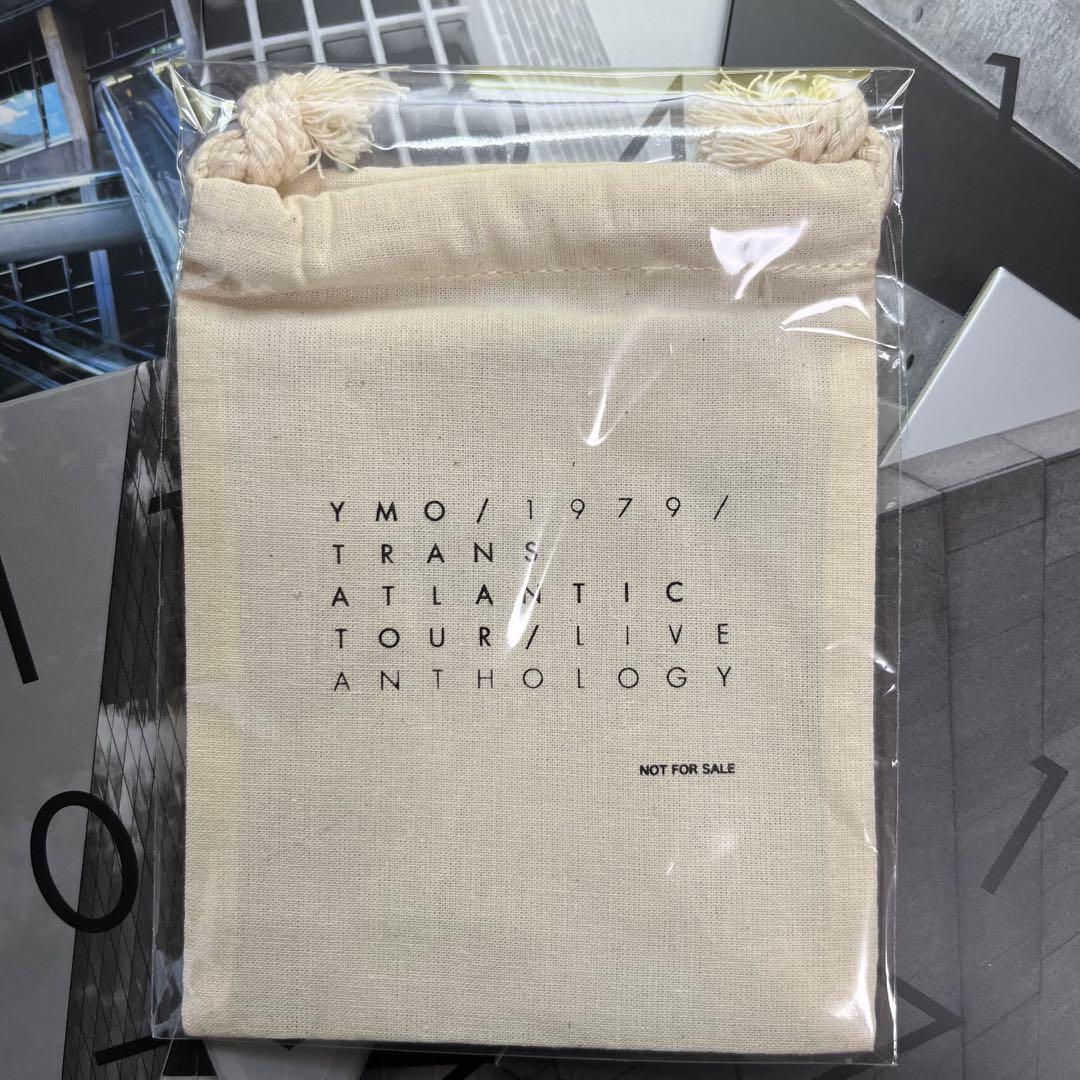 YMO/1979/
TRANS
ATLANTIC
TOUR/LIVE
ANTHOLOGY
NOT FOR SALE